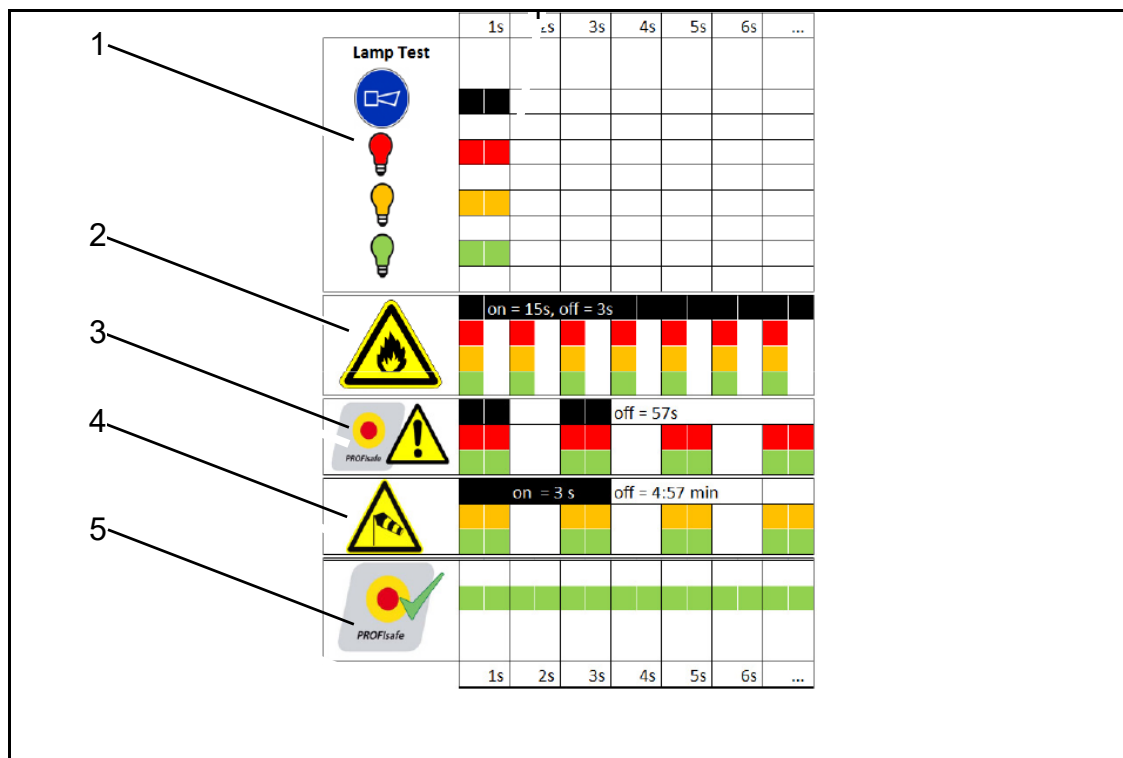 1s 2s 3s 4s 5s 6s ...
1
Lamp Test
2
on = 15s, off = 3s
3
off = 57s
PROFIsafe
4
on = 3 s off = 4:57 min
5
PROFIsafe
1s 2s 3s 4s 5s 6s ...